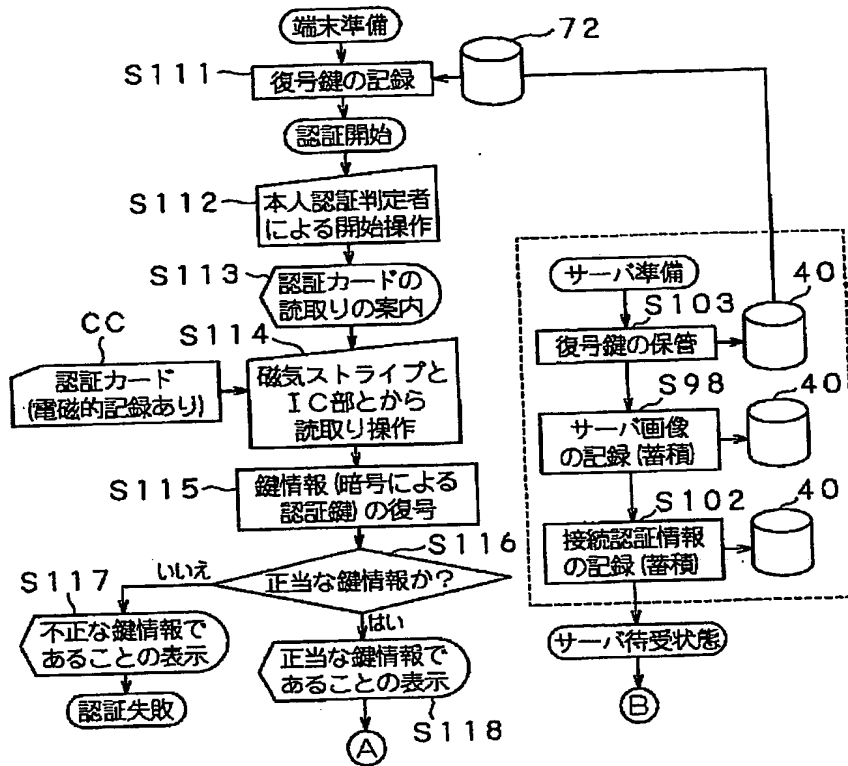 端末準備
72
S111
復号鍵の記録
認証開始
S112
本人認証判定者
による開始操作
S113
認証カードの
読取りの案内
CC
認証カード
(電磁的記録あり)
S114
磁気ストライプと
IC部とから
読取り操作
S115
鍵情報(暗号による
認証鍵)の復号
S116
正当な鍵情報か?
いいえ
はい
S117
不正な鍵情報で
あることの表示
認証失敗
正当な鍵情報で
あることの表示
S118
A
サーバ準備
S103
40
復号鍵の保管
S98
40
サーバ画像
の記録(蓄積)
S102
40
接続認証情報
の記録(蓄積)
サーバ待受状態
B